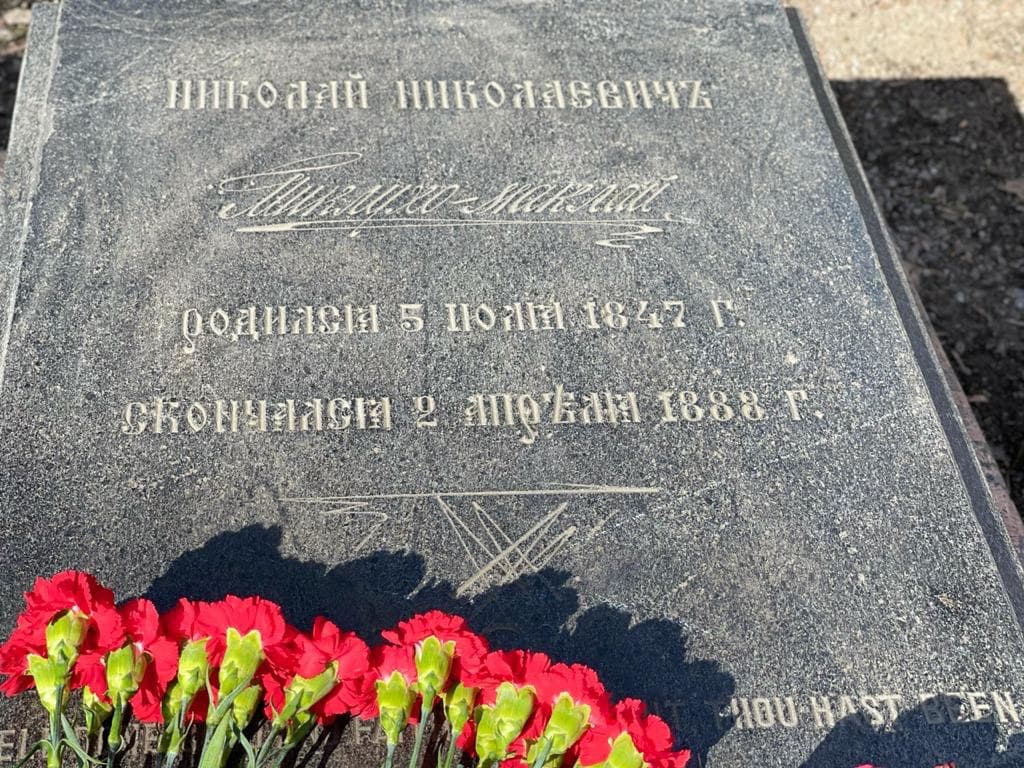 НИКОЛАЙ НИКОЛАЕВИЧЪ
Миклухо-Маклай
РОДИЛСЯ 5 ИЮЛЯ 1847 Г.
СКОНЧАЛСЯ 2 АПРѢЛЯ 1888 Г.
THOU HAST BEEN